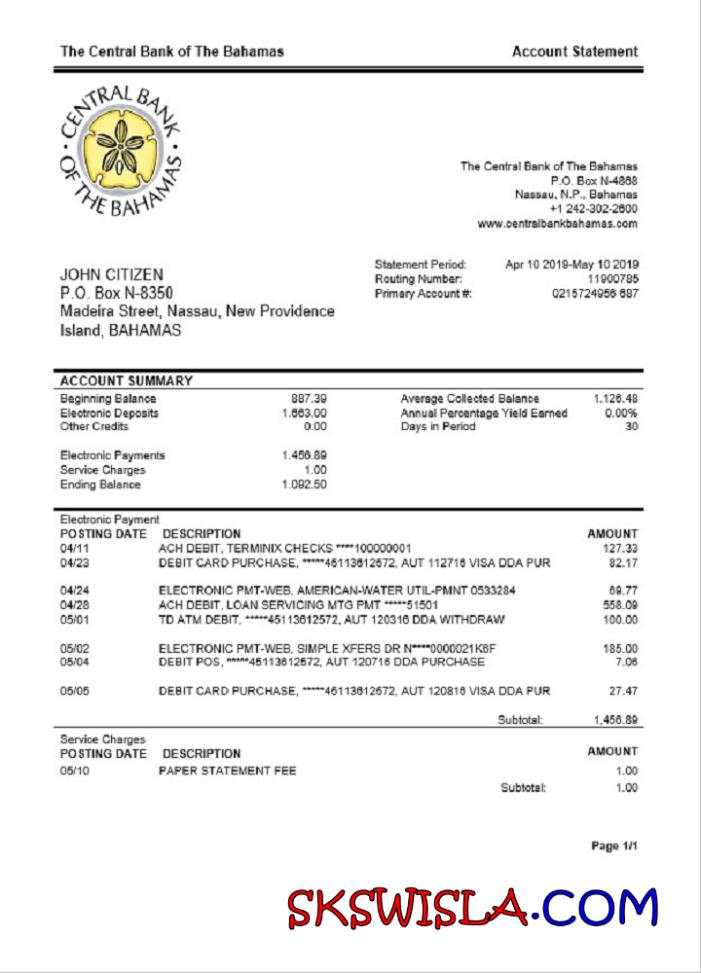 The Central Bank of The Bahamas Account Statement
CENTRAL BANK OF THE BAHAMAS
The Central Bank of The Bahamas
P.O. Box N-4868
Nassau, N.P., Bahamas
+1 242-302-2600
www.centralbankbahamas.com
Statement Period: Apr 10 2019-May 10 2019
Routing Number: 11900785
Primary Account #: 0215724956 687
JOHN CITIZEN
P.O. Box N-8350
Madeira Street, Nassau, New Providence
Island, BAHAMAS
ACCOUNT SUMMARY
Beginning Balance 887.39 Average Collected Balance 1.126.48
Electronic Deposits 1.663.00 Annual Percentage Yield Earned 0.00%
Other Credits 0.00 Days in Period 30
Electronic Payments 1.456.89
Service Charges 1.00
Ending Balance 1.092.50
Electronic Payment
POSTING DATE DESCRIPTION AMOUNT
04/11 ACH DEBIT, TERMINIX CHECKS ****100000001 127.33
04/23 DEBIT CARD PURCHASE, *****45113612672, AUT 112716 VISA DDA PUR 82.17
04/24 ELECTRONIC PMT-WEB, AMERICAN-WATER UTIL-PMNT 0533284 69.77
04/28 ACH DEBIT, LOAN SERVICING MTG PMT *****51501 558.09
05/01 TD ATM DEBIT, *****45113612672, AUT 120316 DDA WITHDRAW 100.00
05/02 ELECTRONIC PMT-WEB, SIMPLE XFERS DR N****0000021K6F 185.00
05/04 DEBIT POS, *****45113612672, AUT 120716 DDA PURCHASE 7.06
05/05 DEBIT CARD PURCHASE, *****45113612672, AUT 120816 VISA DDA PUR 27.47
Subtotal: 1,456.89
Service Charges
POSTING DATE DESCRIPTION AMOUNT
05/10 PAPER STATEMENT FEE 1.00
Subtotal: 1.00
Page 1/1
SKSWISLA.COM